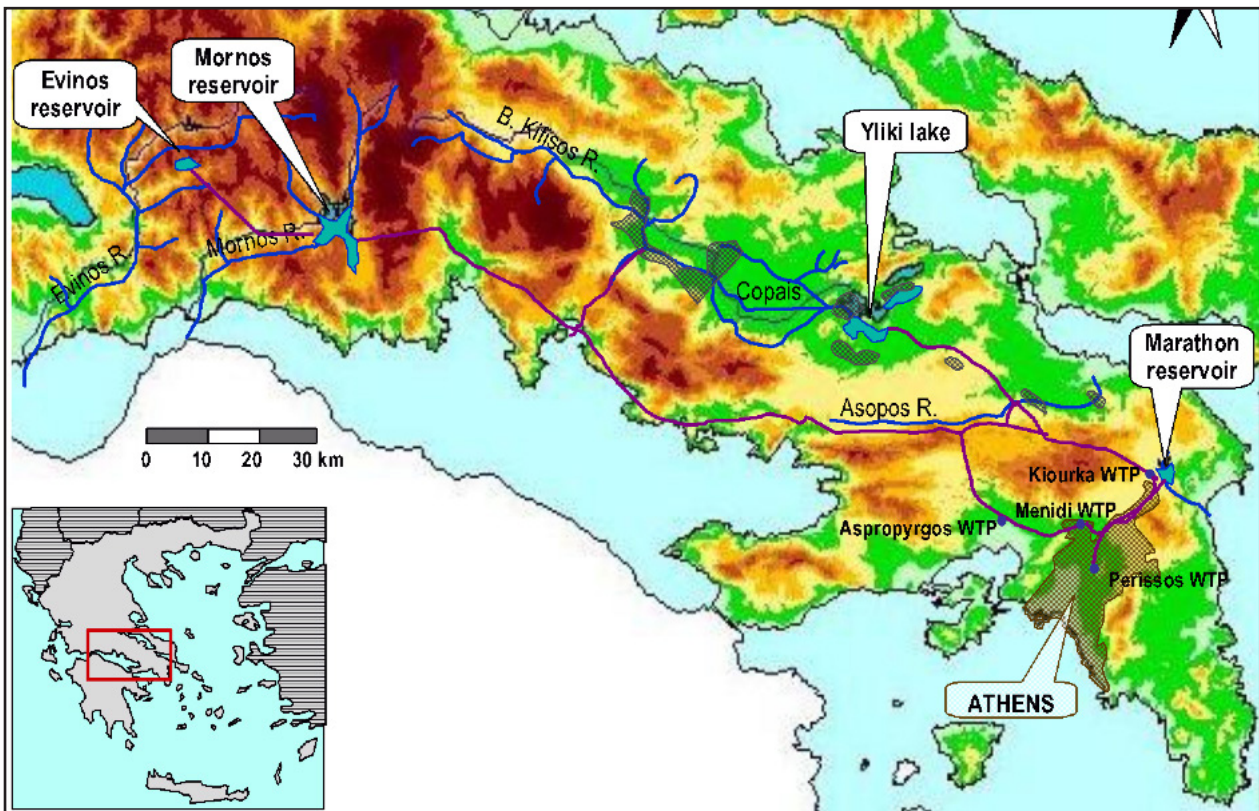 Evinos
reservoir
Mornos
reservoir
B. Kifisos R.
Yliki lake
Evinos R.
Mornos R.
Copais
Marathon
reservoir
Asopos R.
0 10 20 30 km
Kiourka WTP
Menidi WTP
Aspropyrgos WTP
Perissos WTP
ATHENS